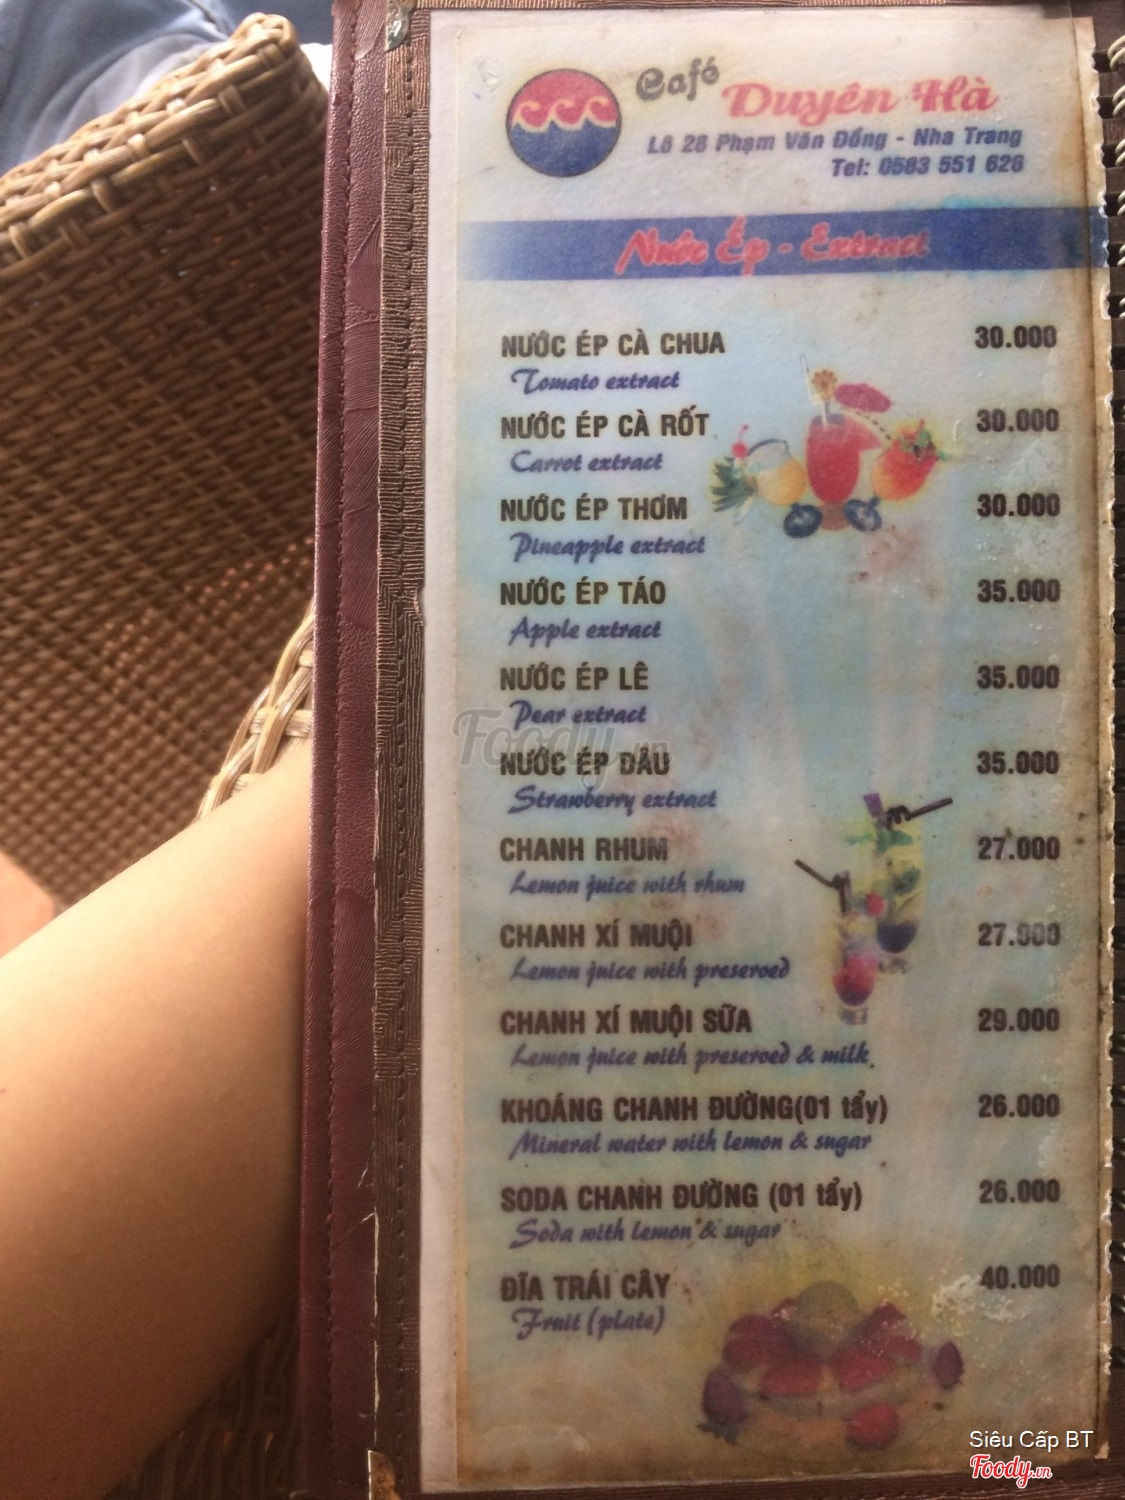 Café Duyên Hà
Lô 28 Phạm Văn Đồng - Nha Trang
Tel: 0583 551 626
Nước Ép - Extract
NƯỚC ÉP CÀ CHUA 30.000
Tomato extract
NƯỚC ÉP CÀ RỐT 30.000
Carrot extract
NƯỚC ÉP THƠM 30.000
Pineapple extract
NƯỚC ÉP TÁO 35.000
Apple extract
NƯỚC ÉP LÊ 35.000
Pear extract
Foody.vn
NƯỚC ÉP DÂU 35.000
Strawberry extract
CHANH RHUM 27.000
Lemon juice with rhum
CHANH XÍ MUỘI 27.000
Lemon juice with preserved
CHANH XÍ MUỘI SỮA 29.000
Lemon juice with preserved & milk
KHOÁNG CHANH ĐƯỜNG(01 tẩy) 26.000
Mineral water with lemon & sugar
SODA CHANH ĐƯỜNG (01 tẩy) 26.000
Soda with lemon & sugar
ĐĨA TRÁI CÂY 40.000
Fruit (plate)
Siêu Cấp BT
Foody.vn